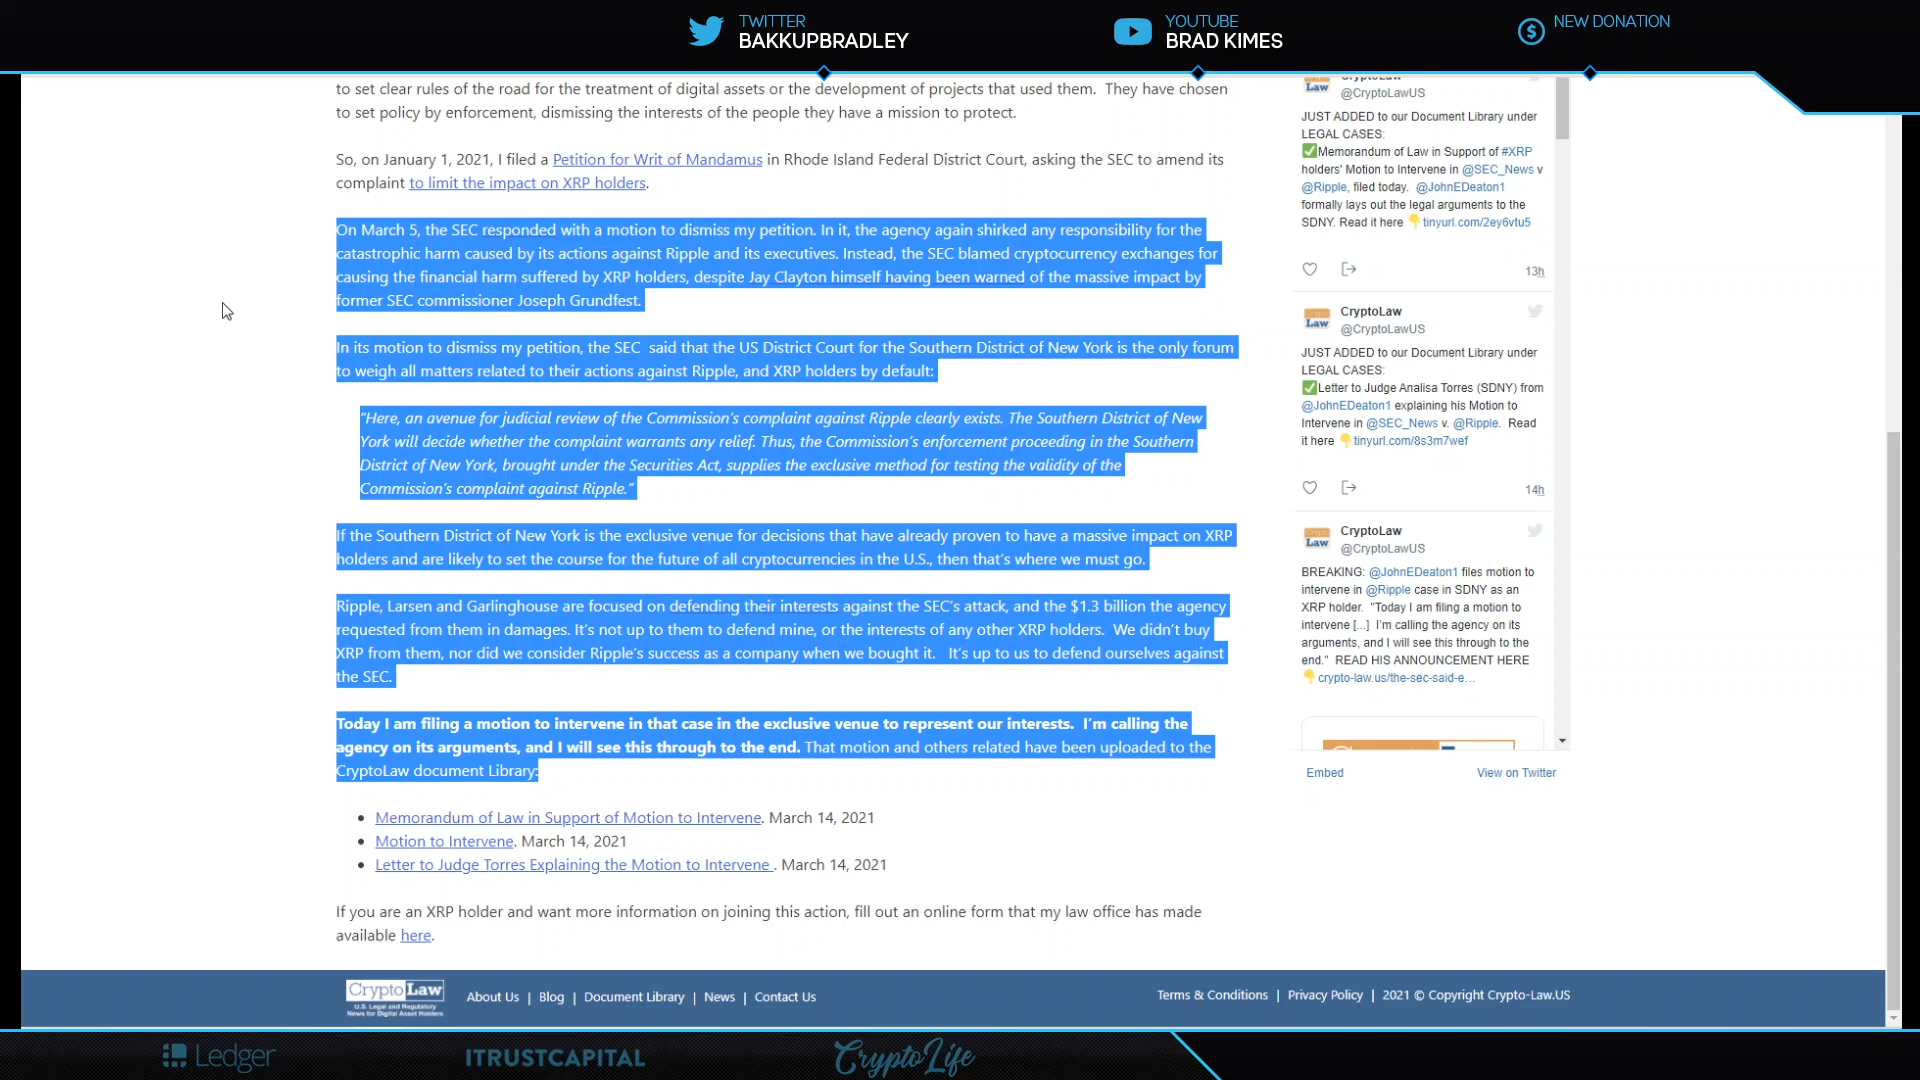 TWITTER
BAKKUPBRADLEY
YOUTUBE
BRAD KIMES
NEW DONATION
to set clear rules of the road for the treatment of digital assets or the development of projects that used them.  They have chosen
to set policy by enforcement, dismissing the interests of the people they have a mission to protect.
So, on January 1, 2021, I filed a Petition for Writ of Mandamus in Rhode Island Federal District Court, asking the SEC to amend its
complaint to limit the impact on XRP holders.
On March 5, the SEC responded with a motion to dismiss my petition. In it, the agency again shirked any responsibility for the
catastrophic harm caused by its actions against Ripple and its executives. Instead, the SEC blamed cryptocurrency exchanges for
causing the financial harm suffered by XRP holders, despite Jay Clayton himself having been warned of the massive impact by
former SEC commissioner Joseph Grundfest.
In its motion to dismiss my petition, the SEC  said that the US District Court for the Southern District of New York is the only forum
to weigh all matters related to their actions against Ripple, and XRP holders by default:
"Here, an avenue for judicial review of the Commission's complaint against Ripple clearly exists. The Southern District of New
York will decide whether the complaint warrants any relief. Thus, the Commission's enforcement proceeding in the Southern
District of New York, brought under the Securities Act, supplies the exclusive method for testing the validity of the
Commission's complaint against Ripple."
If the Southern District of New York is the exclusive venue for decisions that have already proven to have a massive impact on XRP
holders and are likely to set the course for the future of all cryptocurrencies in the U.S., then that's where we must go.
Ripple, Larsen and Garlinghouse are focused on defending their interests against the SEC's attack, and the $1.3 billion the agency
requested from them in damages. It's not up to them to defend mine, or the interests of any other XRP holders.  We didn't buy
XRP from them, nor did we consider Ripple's success as a company when we bought it.   It's up to us to defend ourselves against
the SEC.
Today I am filing a motion to intervene in that case in the exclusive venue to represent our interests.  I'm calling the
agency on its arguments, and I will see this through to the end. That motion and others related have been uploaded to the
CryptoLaw document Library:
• Memorandum of Law in Support of Motion to Intervene. March 14, 2021
• Motion to Intervene. March 14, 2021
• Letter to Judge Torres Explaining the Motion to Intervene . March 14, 2021
If you are an XRP holder and want more information on joining this action, fill out an online form that my law office has made
available here.
CryptoLaw
Law @CryptoLawUS
JUST ADDED to our Document Library under
LEGAL CASES:
✅Memorandum of Law in Support of #XRP
holders' Motion to Intervene in @SEC_News v
@Ripple, filed today.  @JohnEDeaton1
formally lays out the legal arguments to the
SDNY. Read it here 👇tinyurl.com/2ey6vtu5
13h
CryptoLaw
Law @CryptoLawUS
JUST ADDED to our Document Library under
LEGAL CASES:
✅Letter to Judge Analisa Torres (SDNY) from
@JohnEDeaton1 explaining his Motion to
Intervene in @SEC_News v. @Ripple.  Read
it here 👇tinyurl.com/8s3m7wef
14h
CryptoLaw
Law @CryptoLawUS
BREAKING: @JohnEDeaton1 files motion to
intervene in @Ripple case in SDNY as an
XRP holder.  "Today I am filing a motion to
intervene [...]  I'm calling the agency on its
arguments, and I will see this through to the
end."  READ HIS ANNOUNCEMENT HERE
👇crypto-law.us/the-sec-said-e…
Embed
View on Twitter
CryptoLaw
U.S. Legal and Regulatory
News for Digital Asset Holders
About Us | Blog | Document Library | News | Contact Us
Terms & Conditions | Privacy Policy | 2021 © Copyright Crypto-Law.US
Ledger
ITRUSTCAPITAL
CryptoLife